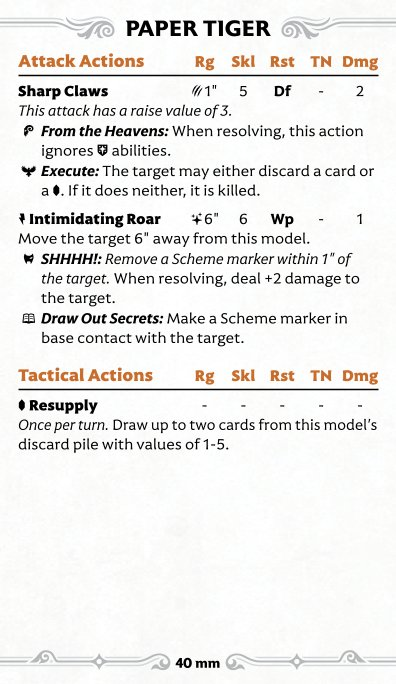 PAPER TIGER
Attack Actions Rg Skl Rst TN Dmg
Sharp Claws 1" 5 Df - 2
This attack has a raise value of 3.
From the Heavens: When resolving, this action
ignores abilities.
Execute: The target may either discard a card or
a . If it does neither, it is killed.
Intimidating Roar 6" 6 Wp - 1
Move the target 6" away from this model.
SHHHH!: Remove a Scheme marker within 1" of
the target. When resolving, deal +2 damage to
the target.
Draw Out Secrets: Make a Scheme marker in
base contact with the target.
Tactical Actions Rg Skl Rst TN Dmg
Resupply - - - - -
Once per turn. Draw up to two cards from this model's
discard pile with values of 1-5.
40 mm